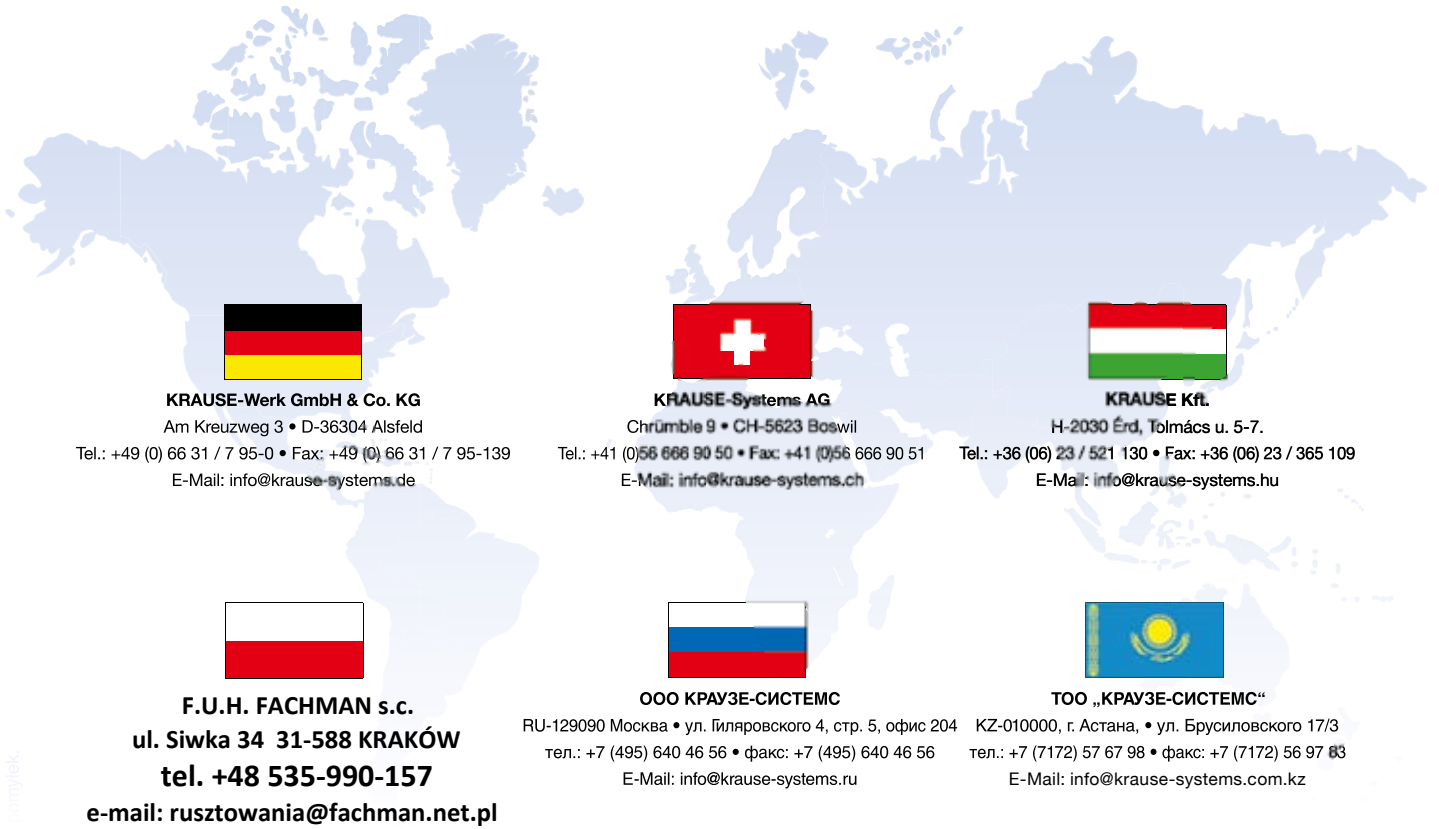 KRAUSE-Werk GmbH & Co. KG
Am Kreuzweg 3 • D-36304 Alsfeld
Tel.: +49 (0) 66 31 / 7 95-0 • Fax: +49 (0) 66 31 / 7 95-139
E-Mail: info@krause-systems.de
KRAUSE-Systems AG
Chrümble 9 • CH-5623 Boswil
Tel.: +41 (0)56 666 90 50 • Fax: +41 (0)56 666 90 51
E-Mail: info@krause-systems.ch
KRAUSE Kft.
H-2030 Érd, Tolmács u. 5-7.
Tel.: +36 (06) 23 / 521 130 • Fax: +36 (06) 23 / 365 109
E-Mail: info@krause-systems.hu
F.U.H. FACHMAN s.c.
ul. Siwka 34 31-588 KRAKÓW
tel. +48 535-990-157
e-mail: rusztowania@fachman.net.pl
ООО КРАУЗЕ-СИСТЕМС
RU-129090 Москва • ул. Гиляровского 4, стр. 5, офис 204
тел.: +7 (495) 640 46 56 • факс: +7 (495) 640 46 56
E-Mail: info@krause-systems.ru
ТОО „КРАУЗЕ-СИСТЕМС“
KZ-010000, г. Астана, • ул. Брусиловского 17/3
тел.: +7 (7172) 57 67 98 • факс: +7 (7172) 56 97 83
E-Mail: info@krause-systems.com.kz
pomyłek.